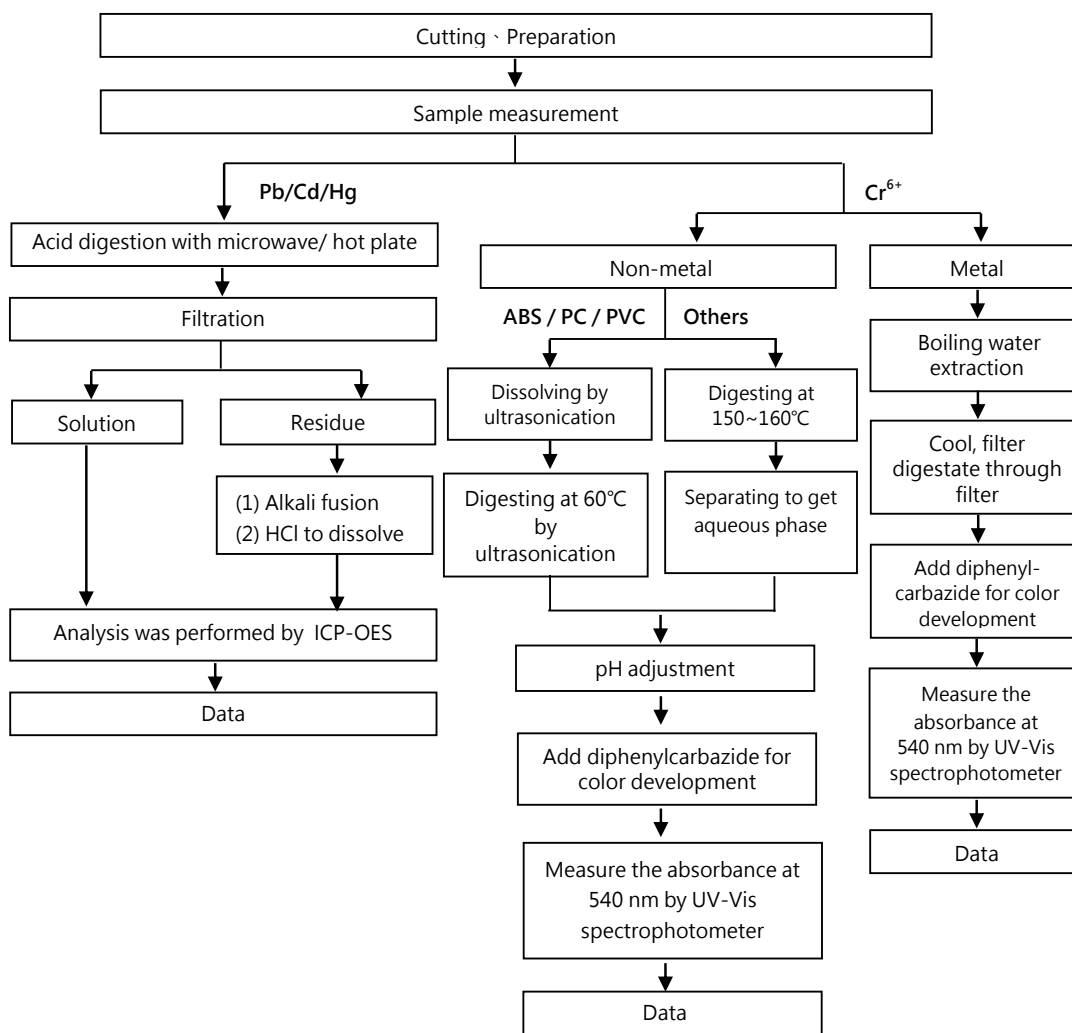 Cutting、Preparation
Sample measurement
Pb/Cd/Hg
Acid digestion with microwave/ hot plate
Filtration
Solution
Residue
(1) Alkali fusion
(2) HCl to dissolve
Analysis was performed by ICP-OES
Data
Cr⁶⁺
Non-metal
ABS / PC / PVC
Others
Dissolving by
ultrasonication
Digesting at 60℃
by
ultrasonication
Digesting at
150~160℃
Separating to get
aqueous phase
pH adjustment
Add diphenylcarbazide for
color development
Measure the absorbance at
540 nm by UV-Vis
spectrophotometer
Data
Metal
Boiling water
extraction
Cool, filter
digestate through
filter
Add diphenyl-
carbazide for color
development
Measure the
absorbance at
540 nm by UV-Vis
spectrophotometer
Data